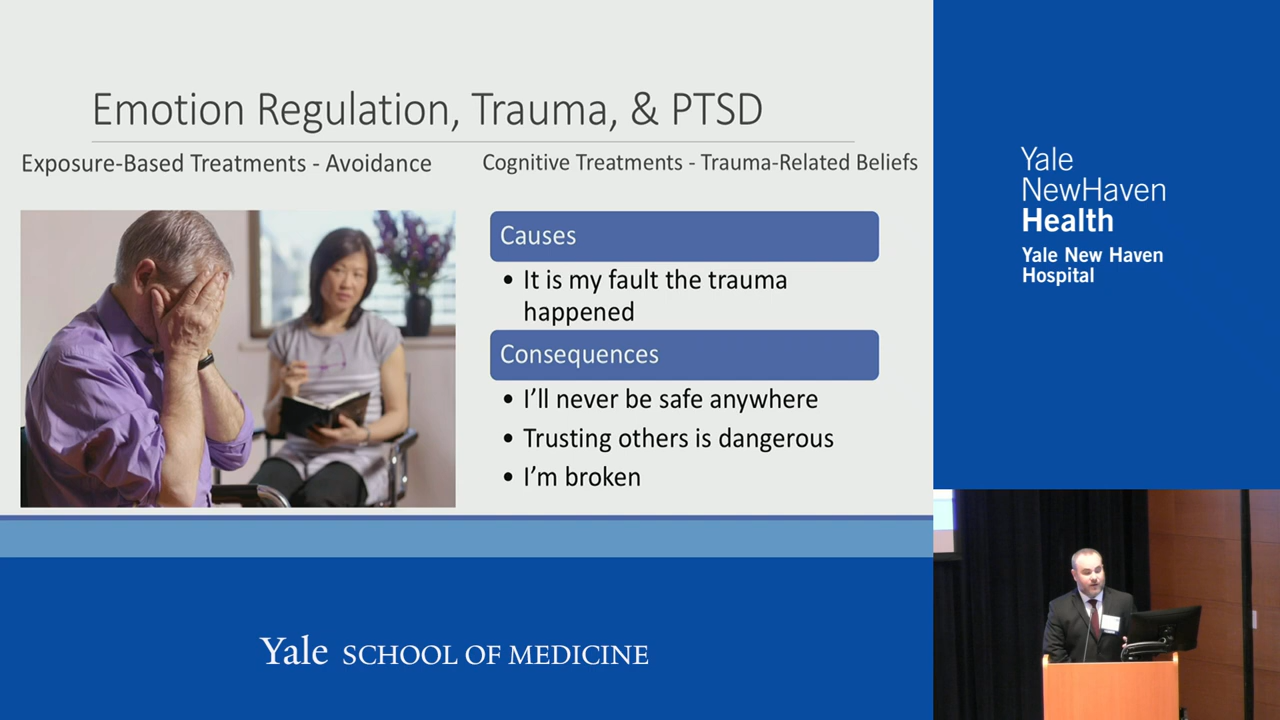 Emotion Regulation, Trauma, & PTSD
Exposure-Based Treatments - Avoidance
Cognitive Treatments - Trauma-Related Beliefs
Causes
• It is my fault the trauma
happened
Consequences
• I’ll never be safe anywhere
• Trusting others is dangerous
• I’m broken
Yale SCHOOL OF MEDICINE
Yale
NewHaven
Health
Yale New Haven
Hospital